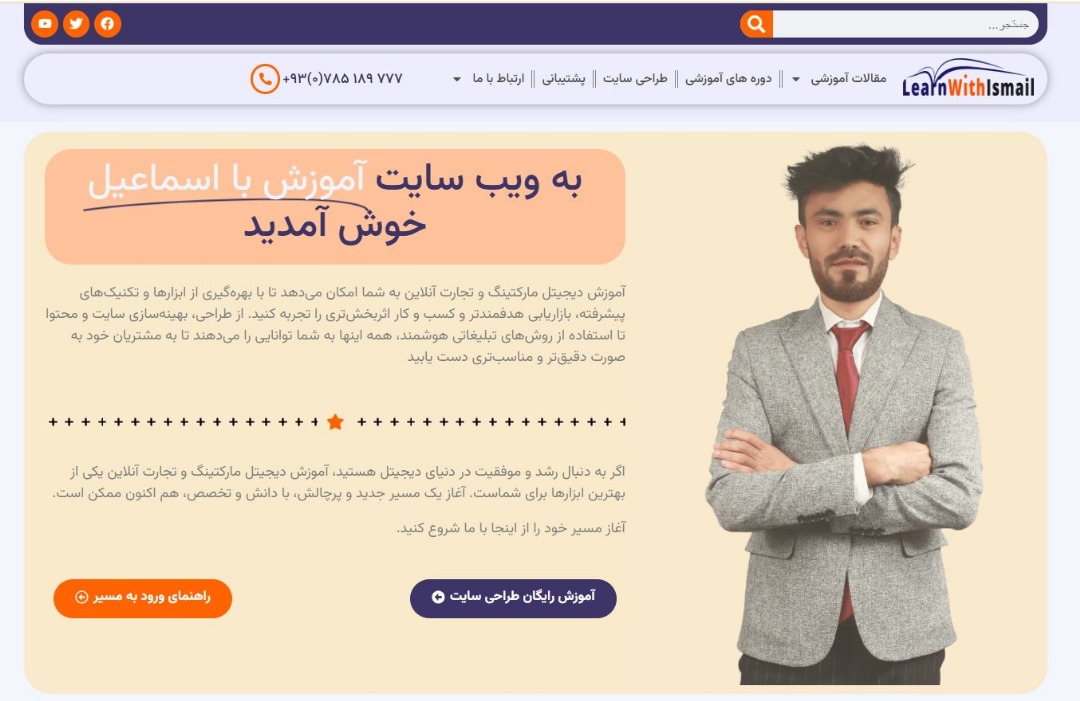 جستجو...
LearnWithIsmail
مقالات آموزشی
دوره های آموزشی
طراحی سایت
پشتیبانی
ارتباط با ما
+۹۳(۰)۷۸۵ ۱۸۹ ۷۷۷
به ویب سایت آموزش با اسماعیل
خوش آمدید
آموزش دیجیتل مارکتینگ و تجارت آنلاین به شما امکان می‌دهد تا با بهره‌گیری از ابزارها و تکنیک‌های
پیشرفته، بازاریابی هدفمندتر و کسب و کار اثربخش‌تری را تجربه کنید. از طراحی، بهینه‌سازی سایت و محتوا
تا استفاده از روش‌های تبلیغاتی هوشمند، همه اینها به شما توانایی را می‌دهند تا به مشتریان خود به
صورت دقیق‌تر و مناسب‌تری دست یابید
اگر به دنبال رشد و موفقیت در دنیای دیجیتل هستید، آموزش دیجیتل مارکتینگ و تجارت آنلاین یکی از
بهترین ابزارها برای شماست. آغاز یک مسیر جدید و پرچالش، با دانش و تخصص، هم اکنون ممکن است.
آغاز مسیر خود را از اینجا با ما شروع کنید.
آموزش رایگان طراحی سایت
راهنمای ورود به مسیر